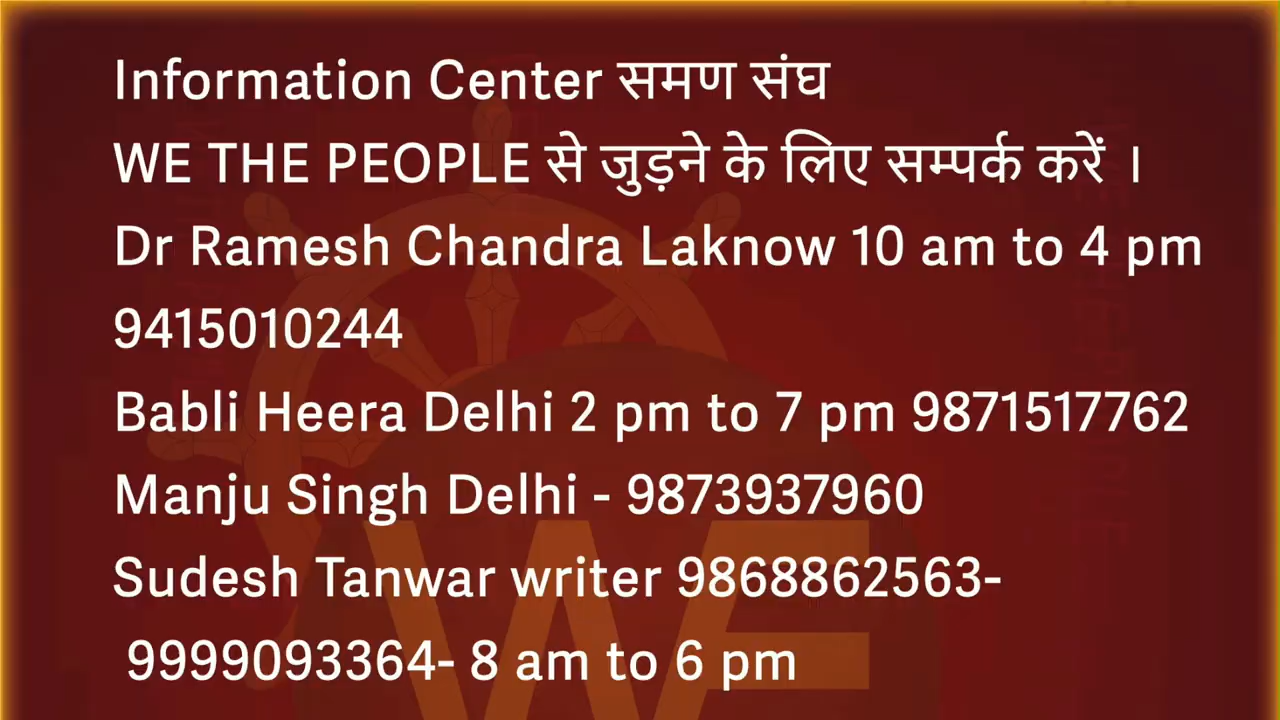 Information Center समण संघ
WE THE PEOPLE से जुड़ने के लिए सम्पर्क करें ।
Dr Ramesh Chandra Laknow 10 am to 4 pm
9415010244
Babli Heera Delhi 2 pm to 7 pm 9871517762
Manju Singh Delhi - 9873937960
Sudesh Tanwar writer 9868862563-
9999093364- 8 am to 6 pm
WE